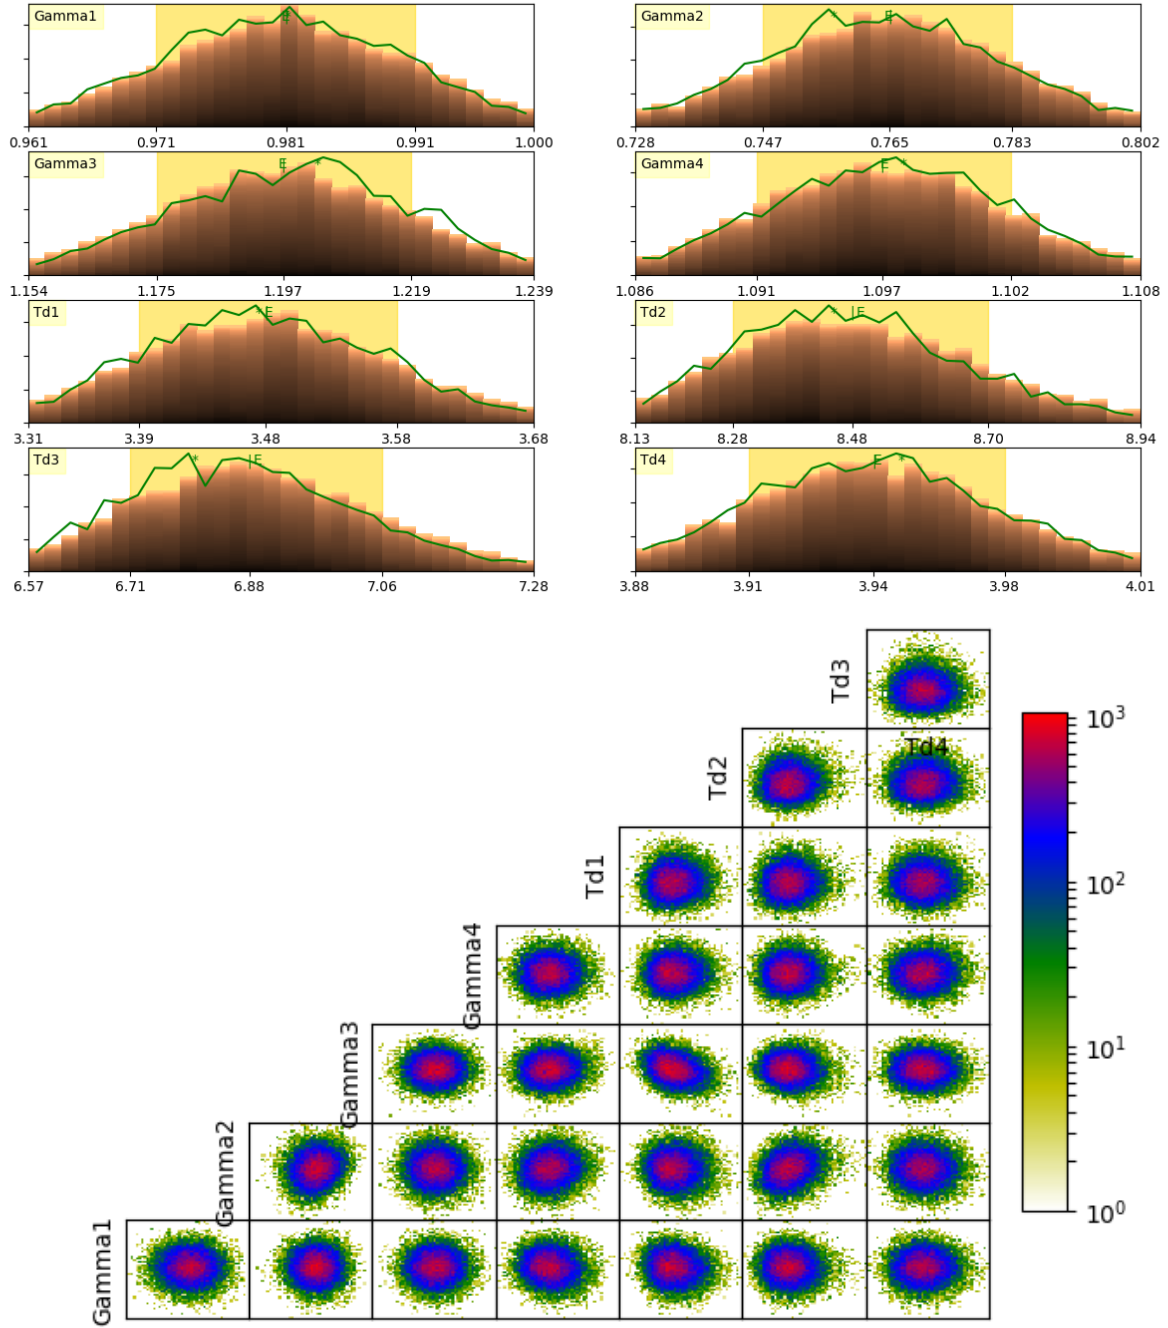 Gamma1
E
0.961 0.971 0.981 0.991 1.000
Gamma2
* E
0.728 0.747 0.765 0.783 0.802
Gamma3
E *
1.154 1.175 1.197 1.219 1.239
Gamma4
E *
1.086 1.091 1.097 1.102 1.108
Td1
* E
3.31 3.39 3.48 3.58 3.68
Td2
* |E
8.13 8.28 8.48 8.70 8.94
Td3
* |E
6.57 6.71 6.88 7.06 7.28
Td4
E *
3.88 3.91 3.94 3.98 4.01
Td3
Td4
Td2
Td1
Gamma4
Gamma3
Gamma2
Gamma1
10³
10²
10¹
10⁰